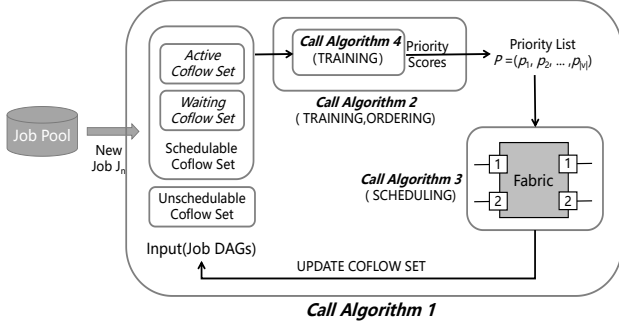 Job Pool
New
Job Jn
Active
Coflow Set
Waiting
Coflow Set
Schedulable
Coflow Set
Unschedulable
Coflow Set
Input(Job DAGs)
Call Algorithm 4
(TRAINING)
Priority
Scores
Call Algorithm 2
( TRAINING,ORDERING)
Priority List
P =(p1, p2, ... ,p|V|)
Call Algorithm 3
( SCHEDULING)
1
1
Fabric
2
2
UPDATE COFLOW SET
Call Algorithm 1